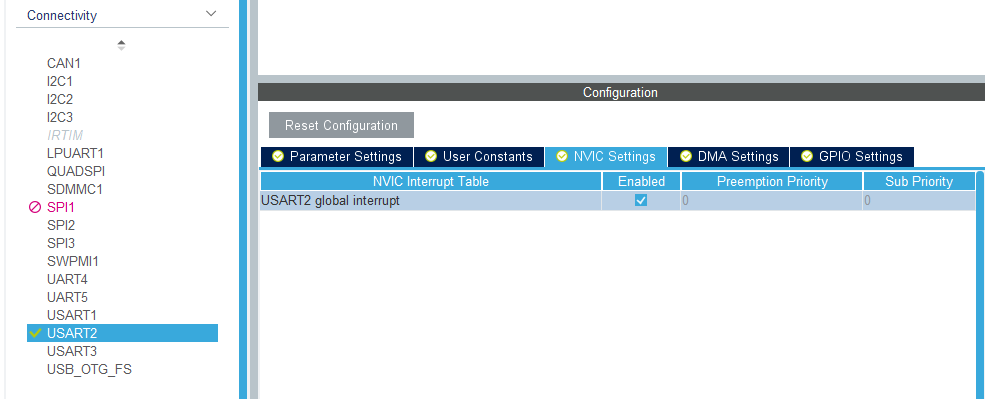 Connectivity
CAN1
I2C1
I2C2
I2C3
IRTIM
LPUART1
QUADSPI
SDMMC1
SPI1
SPI2
SPI3
SWPMI1
UART4
UART5
USART1
USART2
USART3
USB_OTG_FS
Configuration
Reset Configuration
Parameter Settings User Constants NVIC Settings DMA Settings GPIO Settings
NVIC Interrupt Table Enabled Preemption Priority Sub Priority
USART2 global interrupt 0 0